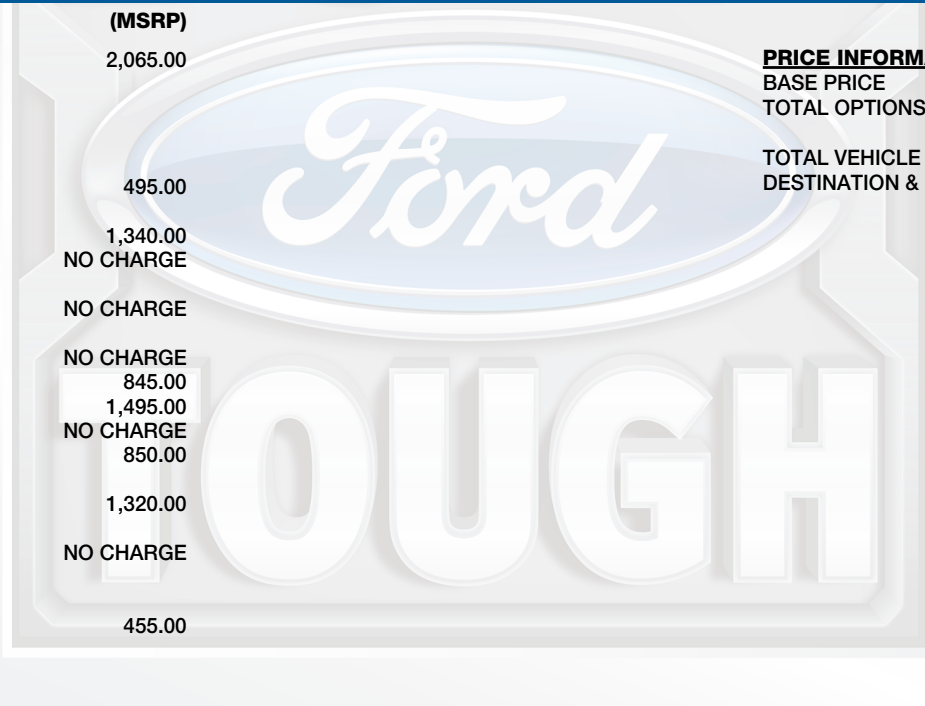 (MSRP)
2,065.00
495.00
1,340.00
NO CHARGE
NO CHARGE
NO CHARGE
845.00
1,495.00
NO CHARGE
850.00
1,320.00
NO CHARGE
455.00
PRICE INFORMA
BASE PRICE
TOTAL OPTIONS
TOTAL VEHICLE
DESTINATION &
Ford
TOUGH